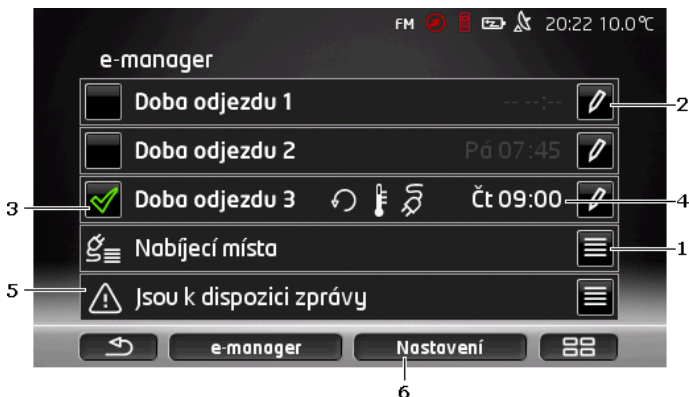 FM 20:22 10.0°C
e-manager
Doba odjezdu 1 -- --:--
2
Doba odjezdu 2 Pá 07:45
3
Doba odjezdu 3 Čt 09:00
4
Nabíjecí místa
1
5
Jsou k dispozici zprávy
e-manager Nastavení
6